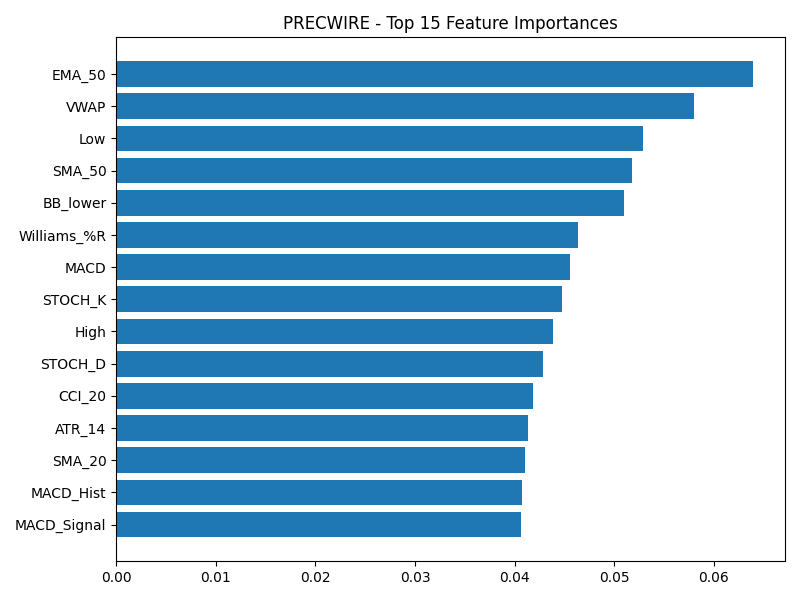 PRECWIRE - Top 15 Feature Importances
EMA_50
VWAP
Low
SMA_50
BB_lower
Williams_%R
MACD
STOCH_K
High
STOCH_D
CCI_20
ATR_14
SMA_20
MACD_Hist
MACD_Signal
0.00 0.01 0.02 0.03 0.04 0.05 0.06